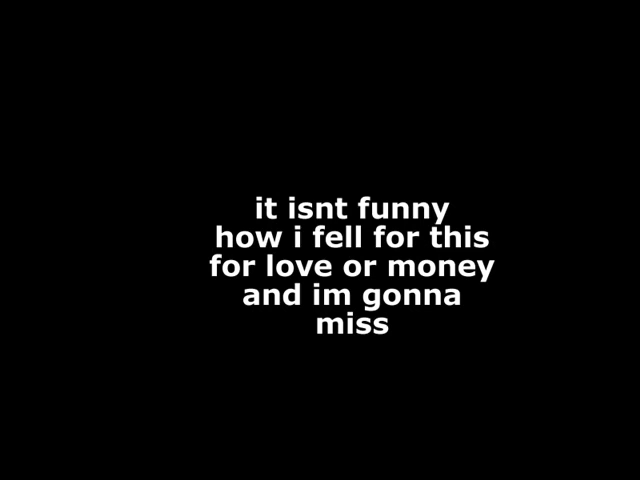 it isnt funny
how i fell for this
for love or money
and im gonna
miss